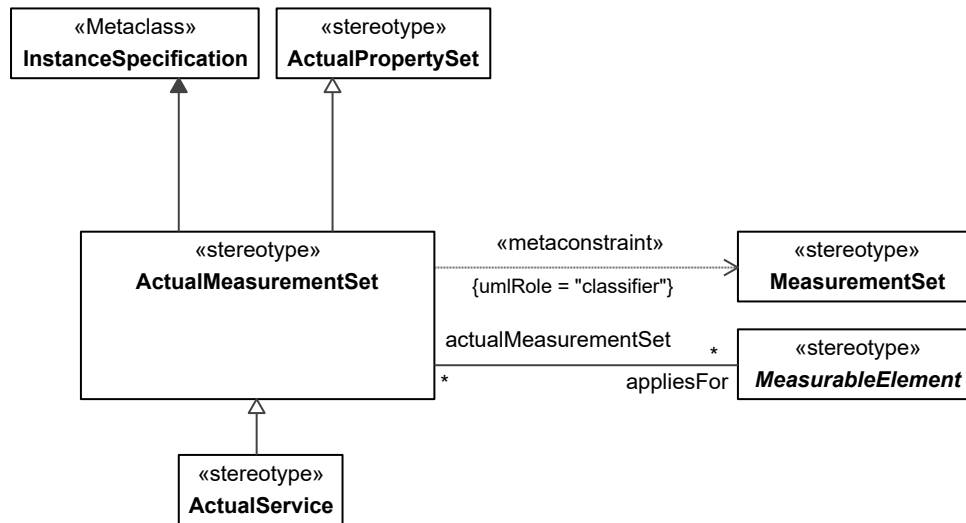 «Metaclass»
InstanceSpecification
«stereotype»
ActualPropertySet
«stereotype»
ActualMeasurementSet
«metaconstraint»
{umlRole = "classifier"}
«stereotype»
MeasurementSet
actualMeasurementSet
*
*
appliesFor
«stereotype»
MeasurableElement
«stereotype»
ActualService